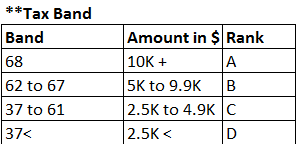 **Tax Band
Band Amount in $ Rank
68 10K + A
62 to 67 5K to 9.9K B
37 to 61 2.5K to 4.9K C
37< 2.5K < D